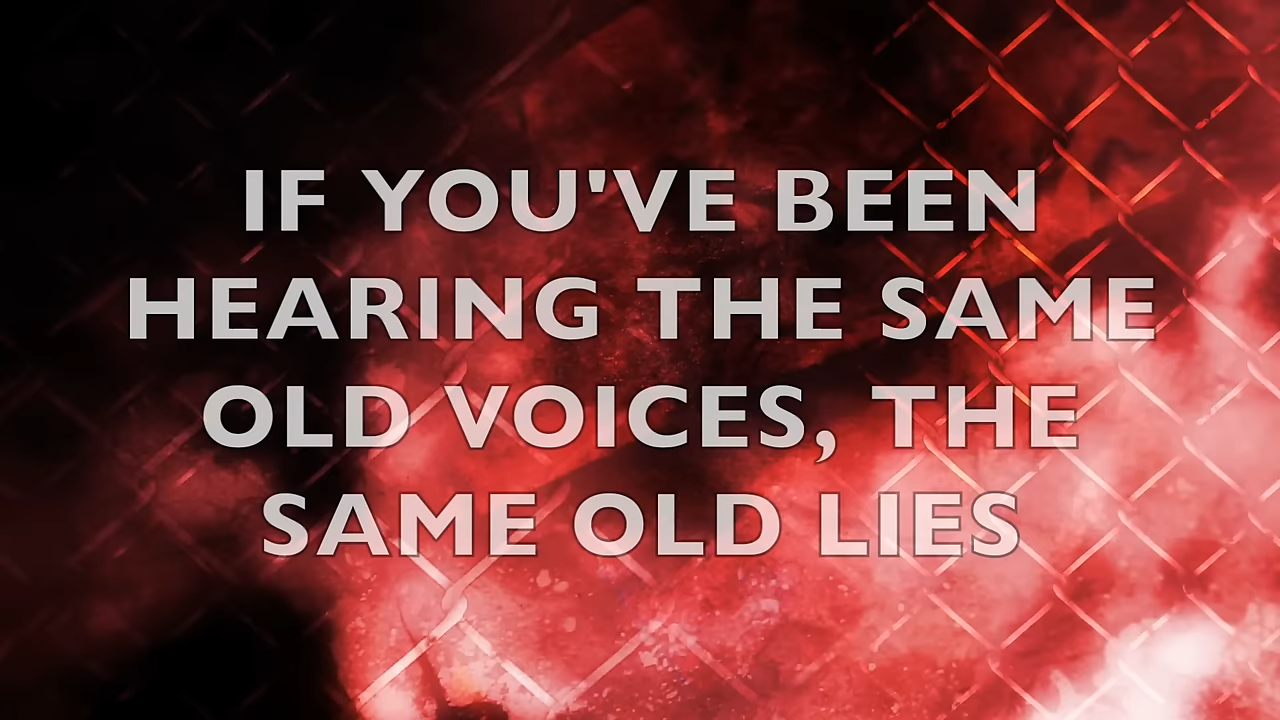 IF YOU'VE BEEN
HEARING THE SAME
OLD VOICES, THE
SAME OLD LIES